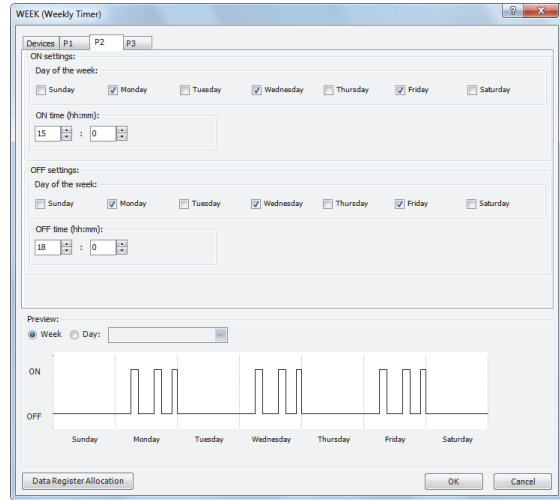 WEEK (Weekly Timer)
Devices P1 P2 P3
ON settings:
Day of the week:
Sunday Monday Tuesday Wednesday Thursday Friday Saturday
ON time (hh:mm):
15 : 0
OFF settings:
Day of the week:
Sunday Monday Tuesday Wednesday Thursday Friday Saturday
OFF time (hh:mm):
18 : 0
Preview:
Week Day:
ON
OFF
Sunday Monday Tuesday Wednesday Thursday Friday Saturday
Data Register Allocation OK Cancel